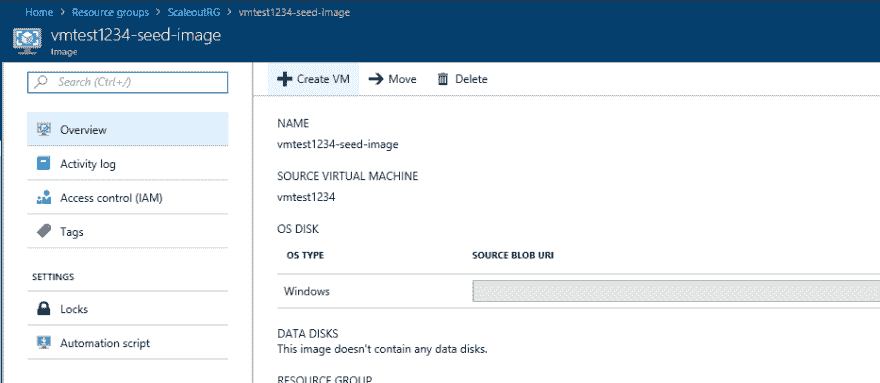 Home > Resource groups > ScaleoutRG > vmtest1234-seed-image
vmtest1234-seed-image
Image
Search (Ctrl+/)
Overview
Activity log
Access control (IAM)
Tags
SETTINGS
Locks
Automation script
Create VM Move Delete
NAME
vmtest1234-seed-image
SOURCE VIRTUAL MACHINE
vmtest1234
OS DISK
OS TYPE SOURCE BLOB URI
Windows
DATA DISKS
This image doesn't contain any data disks.
RESOURCE GROUP